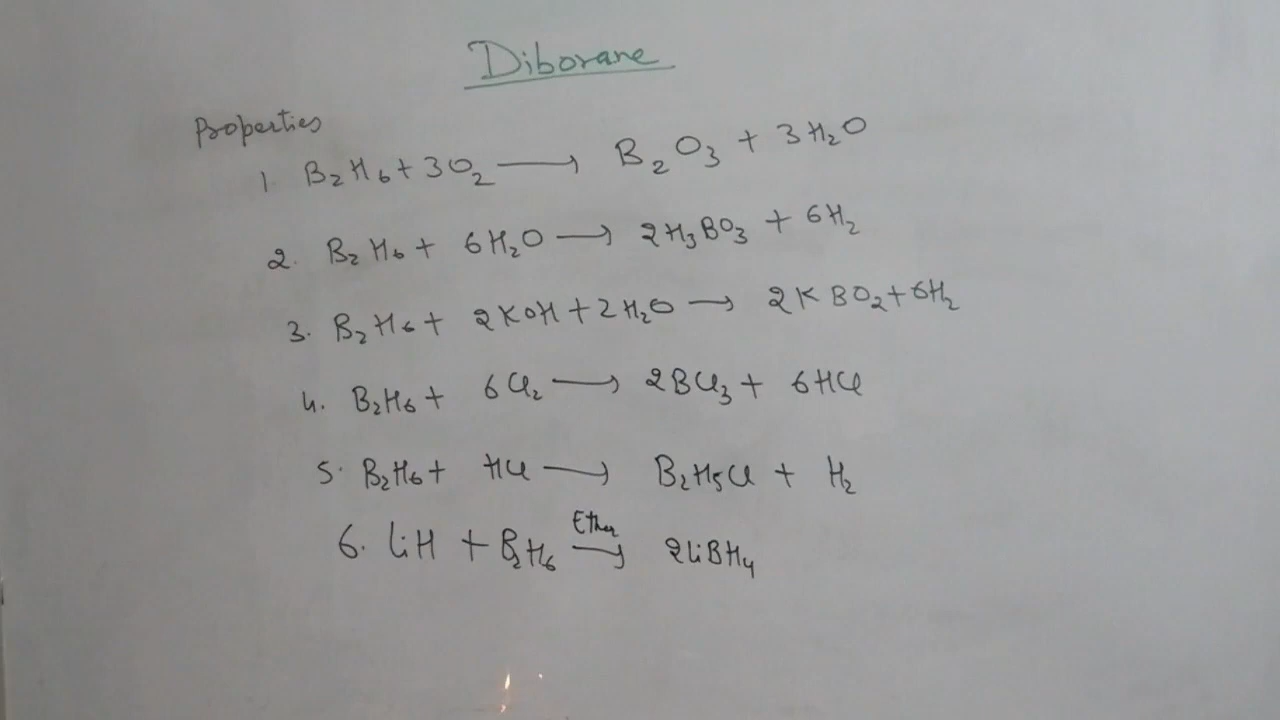 Diborane
Properties
1. B₂H₆ + 3O₂ ⟶ B₂O₃ + 3H₂O
2. B₂H₆ + 6H₂O ⟶ 2H₃BO₃ + 6H₂
3. B₂H₆ + 2KOH + 2H₂O ⟶ 2KBO₂ + 6H₂
4. B₂H₆ + 6Cl₂ ⟶ 2BCl₃ + 6HCl
5. B₂H₆ + HCl ⟶ B₂H₅Cl + H₂
Ether
6. LiH + B₂H₆ ⟶ 2LiBH₄